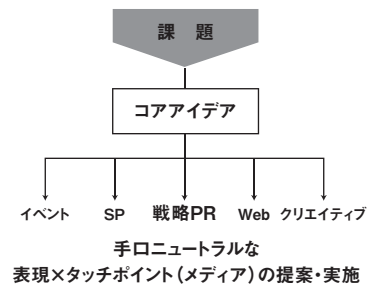 課題
コアアイデア
イベント SP 戦略PR Web クリエイティブ
手口ニュートラルな
表現×タッチポイント(メディア)の提案・実施